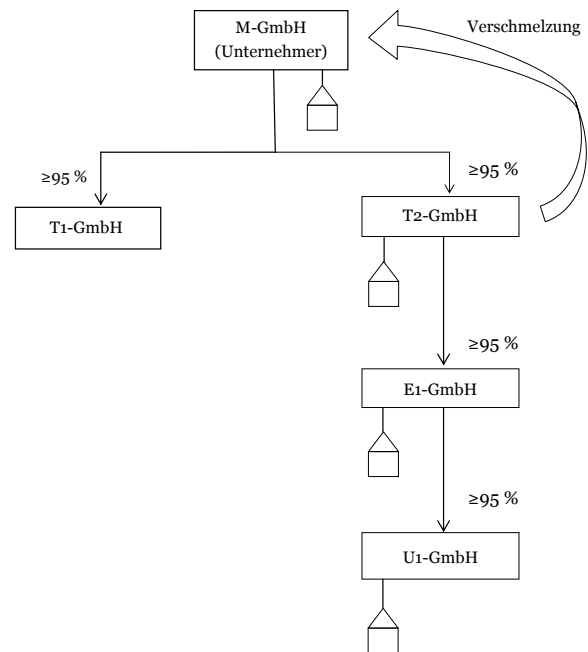 M-GmbH
(Unternehmer)
Verschmelzung
≥95 %
≥95 %
T1-GmbH
T2-GmbH
≥95 %
E1-GmbH
≥95 %
U1-GmbH